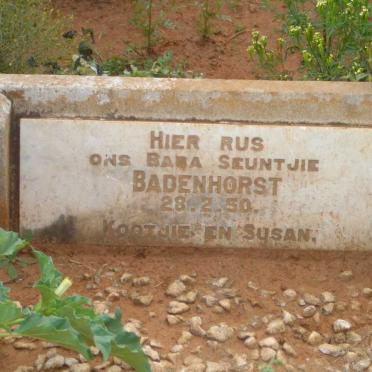 HIER RUS
ONS BABA SEUNTJIE
BADENHORST
28.2.50.
KOOTJIE EN SUSAN.